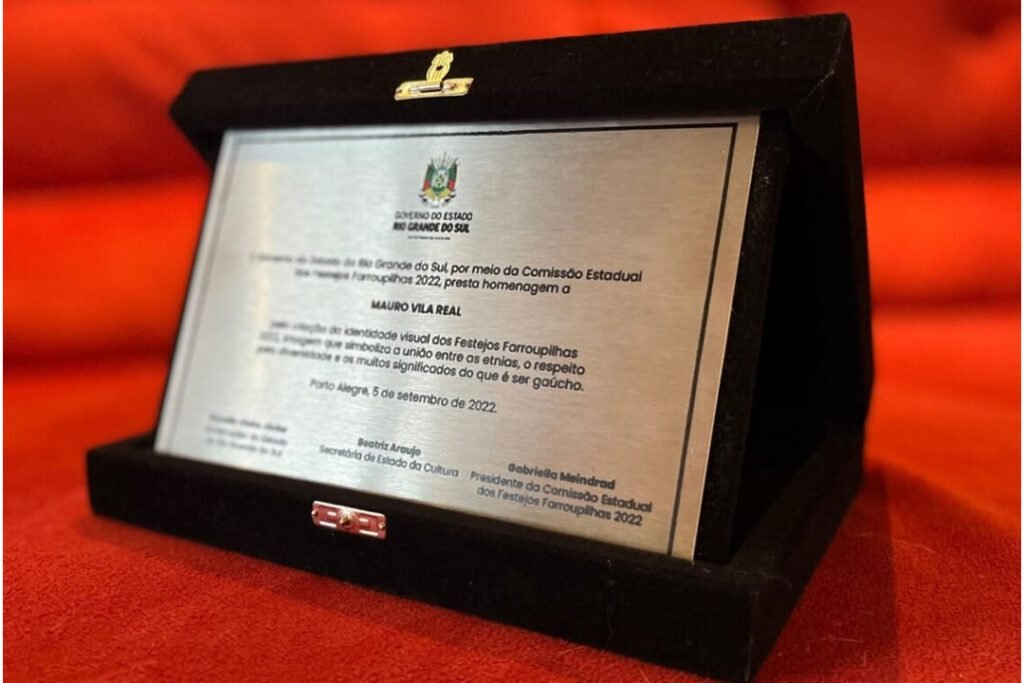 GOVERNO DO ESTADO
RIO GRANDE DO SUL
do Rio Grande do Sul, por meio da Comissão Estadual
dos Festejos Farroupilhas 2022, presta homenagem a
MAURO VILA REAL
pela criação da identidade visual dos Festejos Farroupilhas
2022, imagem que simboliza a união entre as etnias, o respeito
pela diversidade e os muitos significados do que é ser gaúcho.
Porto Alegre, 5 de setembro de 2022.
Beatriz Araujo
Secretária de Estado da Cultura
Gabriella Meindrad
Presidente da Comissão Estadual
dos Festejos Farroupilhas 2022